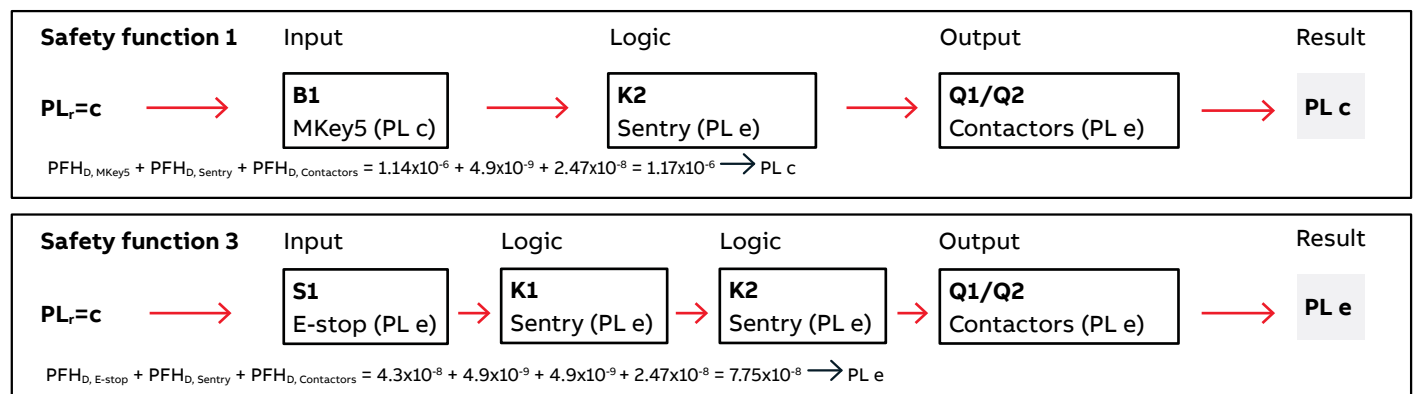 Safety function 1 Input Logic Output Result
PLr=c B1 MKey5 (PL c) K2 Sentry (PL e) Q1/Q2 Contactors (PL e) PL c
PFHD, MKey5 + PFHD, Sentry + PFHD, Contactors = 1.14x10⁻⁶ + 4.9x10⁻⁹ + 2.47x10⁻⁸ = 1.17x10⁻⁶ → PL c
Safety function 3 Input Logic Logic Output Result
PLr=c S1 E-stop (PL e) K1 Sentry (PL e) K2 Sentry (PL e) Q1/Q2 Contactors (PL e) PL e
PFHD, E-stop + PFHD, Sentry + PFHD, Contactors = 4.3x10⁻⁸ + 4.9x10⁻⁹ + 4.9x10⁻⁹ + 2.47x10⁻⁸ = 7.75x10⁻⁸ → PL e